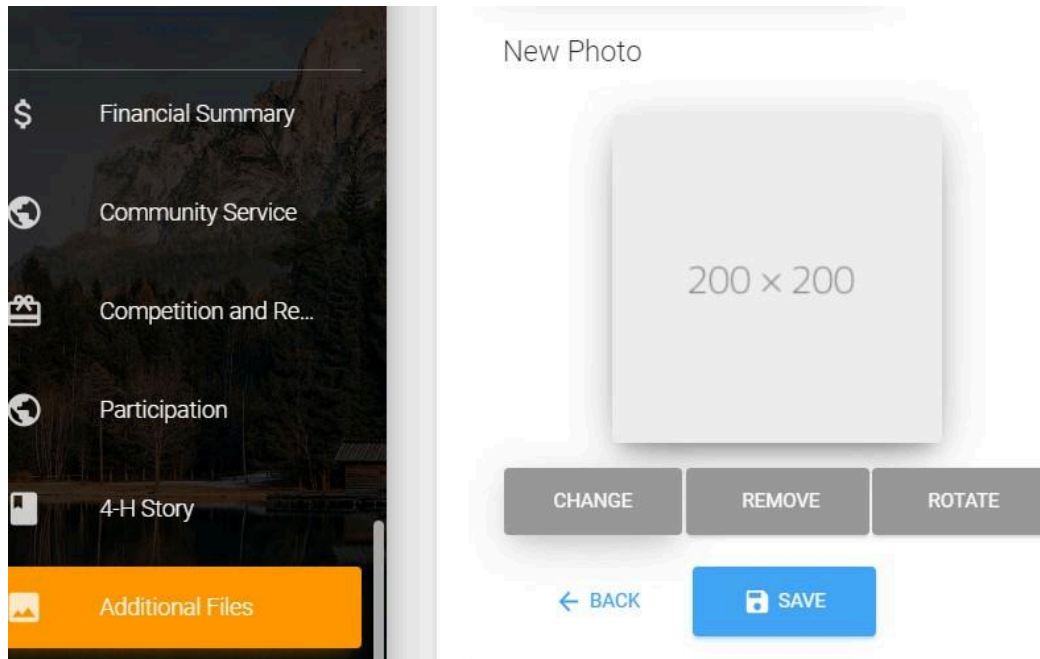 Financial Summary
Community Service
Competition and Re...
Participation
4-H Story
Additional Files
New Photo
200 × 200
CHANGE REMOVE ROTATE
BACK SAVE